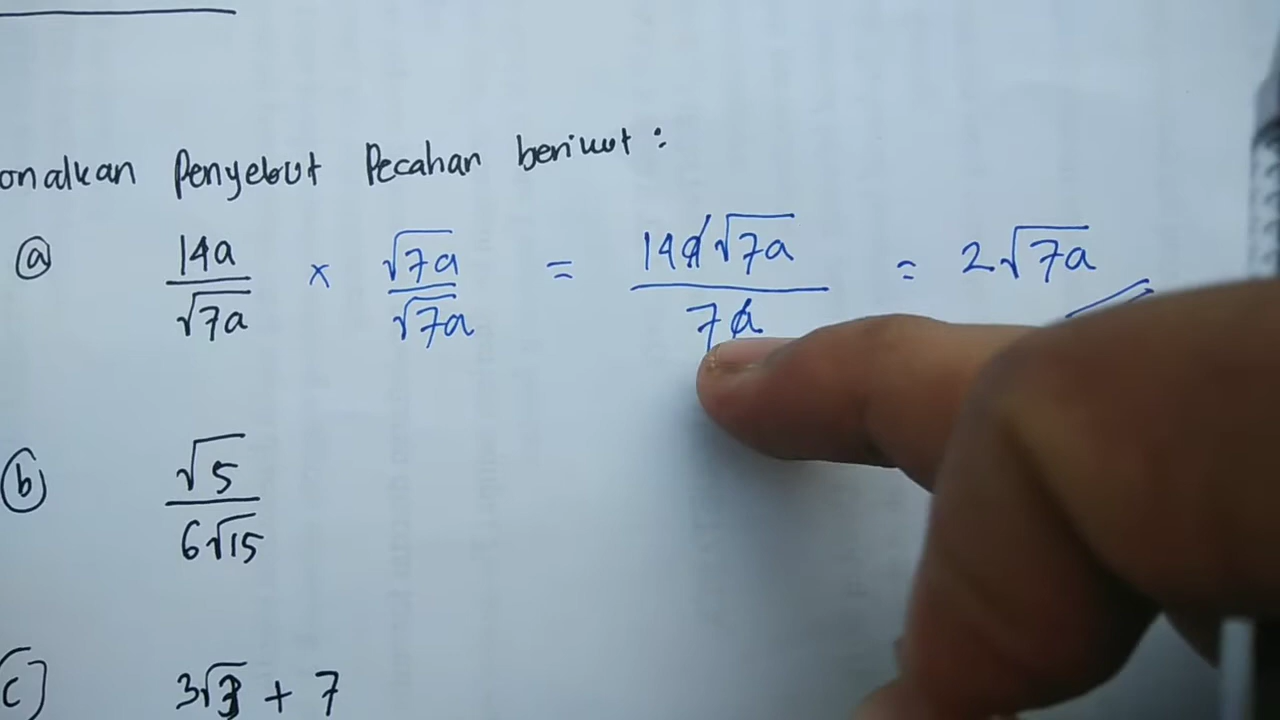 onalkan Penyebut Pecahan berikut :
a 14a/√7a × √7a/√7a = 14a√7a/7a = 2√7a
b √5/6√15
c 3√3 + 7